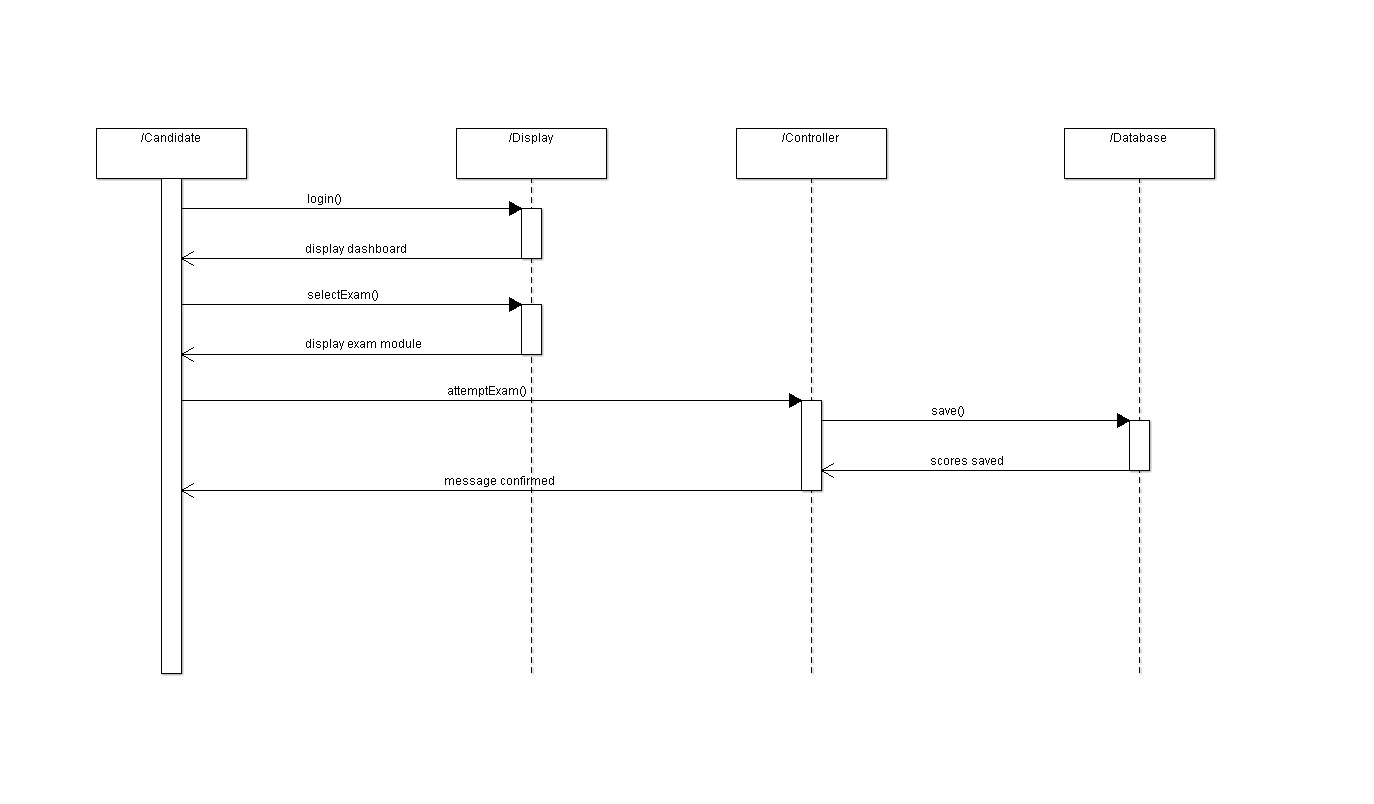 /Candidate
/Display
/Controller
/Database
login()
display dashboard
selectExam()
display exam module
attemptExam()
save()
scores saved
message confirmed